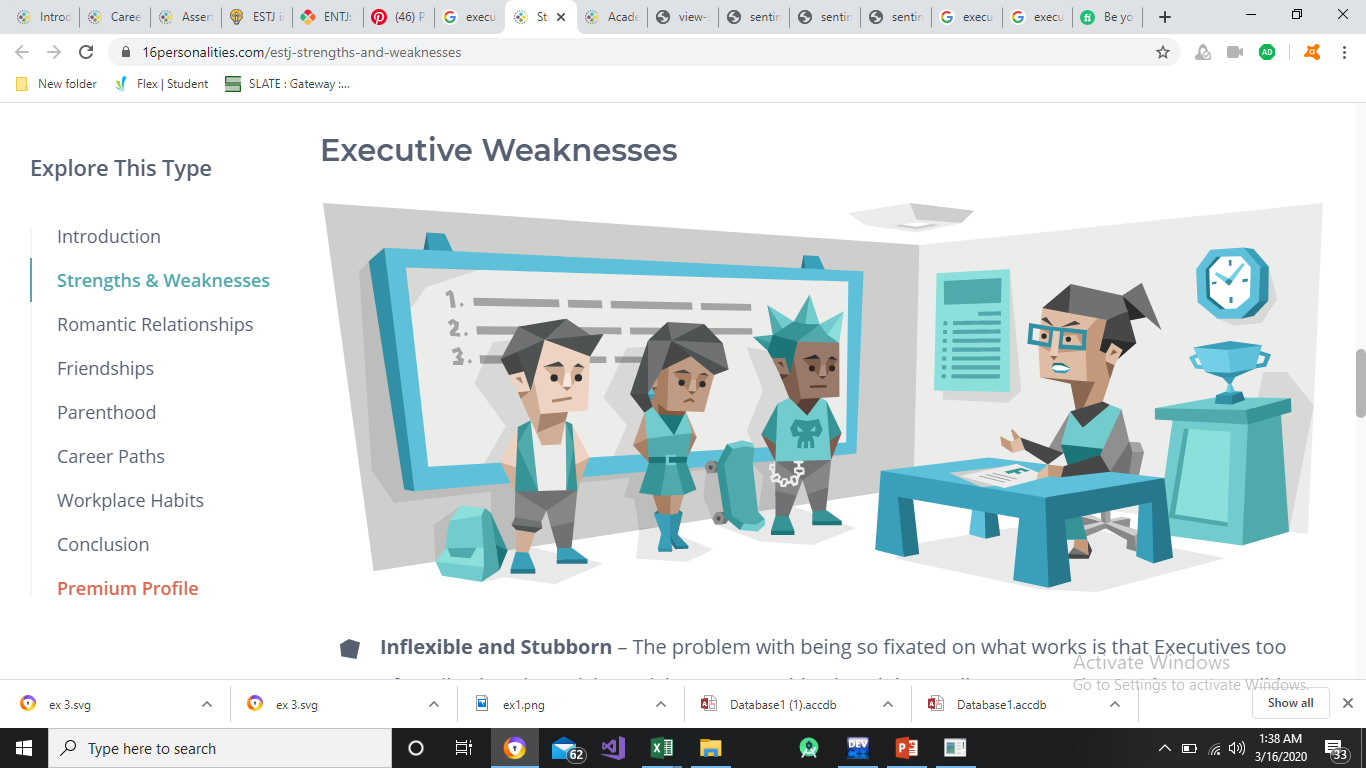 Introd
Caree
Assert
ESTJ i
ENTJ:
(46) P
execu
St
Acade
view-s
sentin
sentin
sentin
execu
execu
Be yo
16personalities.com/estj-strengths-and-weaknesses
AD
New folder
Flex | Student
SLATE : Gateway :...
Executive Weaknesses
Explore This Type
Introduction
Strengths & Weaknesses
Romantic Relationships
Friendships
Parenthood
Career Paths
Workplace Habits
Conclusion
Premium Profile
1.
2.
3.
Inflexible and Stubborn – The problem with being so fixated on what works is that Executives too
Activate Windows
Go to Settings to activate Windows.
ex 3.svg
ex 3.svg
ex1.png
Database1 (1).accdb
Database1.accdb
Show all
Type here to search
62
DEV
1:38 AM
3/16/2020
33